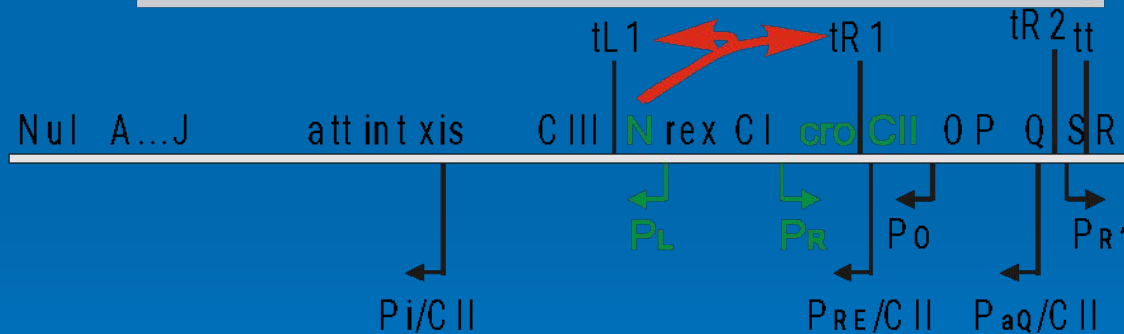 tL1 tR1 tR2 tt
NuI A...J att int xis CIII N rex CI cro CII O P Q S R
PL PR Po PR'
Pi/CII PRE/CII PaQ/CII